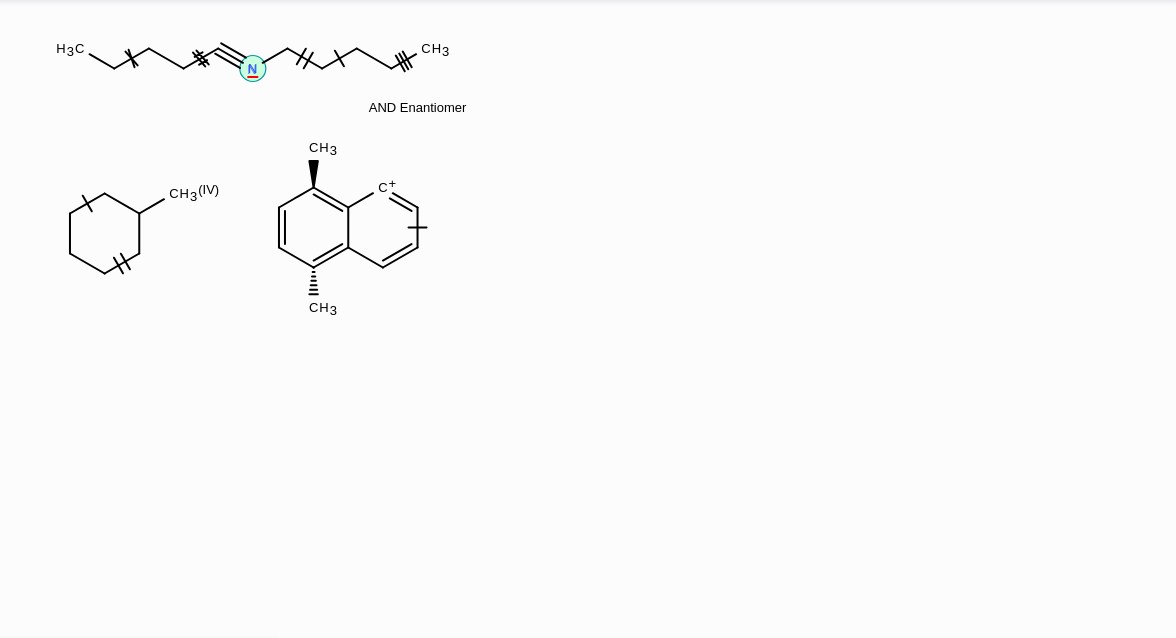 H3C N CH3
AND Enantiomer
CH3
C+
CH3(IV)
CH3